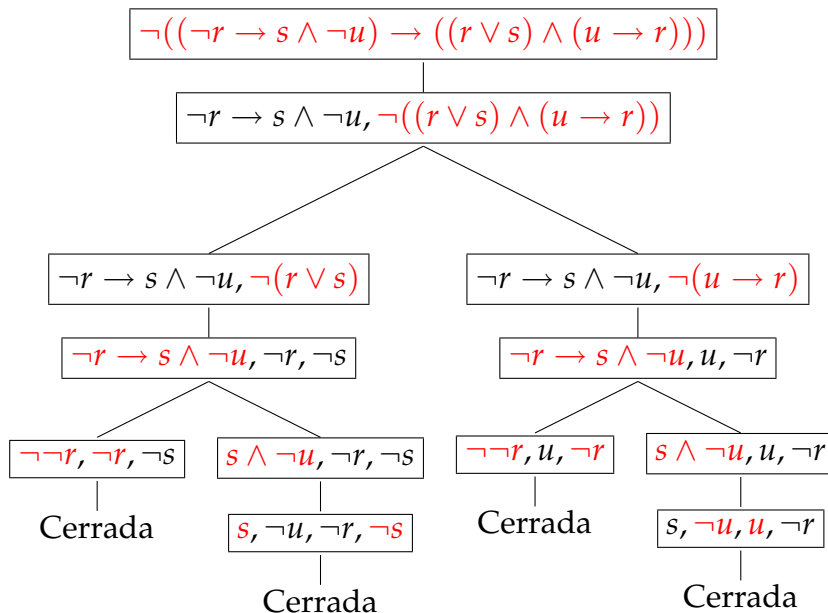 ¬((¬r → s ∧ ¬u) → ((r ∨ s) ∧ (u → r)))
¬r → s ∧ ¬u, ¬((r ∨ s) ∧ (u → r))
¬r → s ∧ ¬u, ¬(r ∨ s)
¬r → s ∧ ¬u, ¬(u → r)
¬r → s ∧ ¬u, ¬r, ¬s
¬r → s ∧ ¬u, u, ¬r
¬¬r, ¬r, ¬s
s ∧ ¬u, ¬r, ¬s
¬¬r, u, ¬r
s ∧ ¬u, u, ¬r
Cerrada
s, ¬u, ¬r, ¬s
Cerrada
s, ¬u, u, ¬r
Cerrada
Cerrada